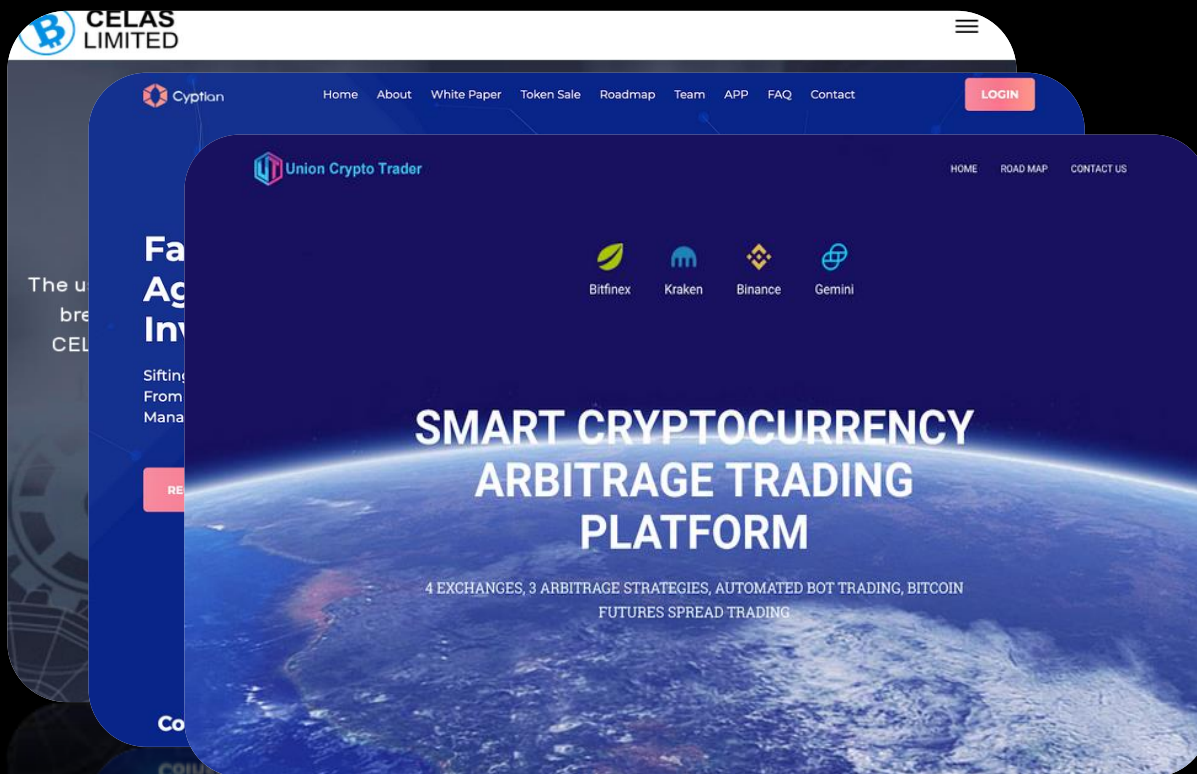 CELAS
LIMITED
Cyptian
Home About White Paper Token Sale Roadmap Team APP FAQ Contact
LOGIN
Union Crypto Trader
HOME ROAD MAP CONTACT US
Bitfinex Kraken Binance Gemini
The
SMART CRYPTOCURRENCY
ARBITRAGE TRADING
PLATFORM
4 EXCHANGES, 3 ARBITRAGE STRATEGIES, AUTOMATED BOT TRADING, BITCOIN
FUTURES SPREAD TRADING
From